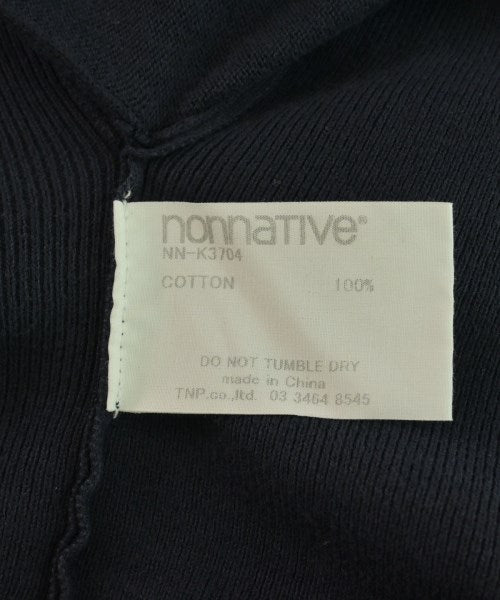 nonnative®
NN-K3704
COTTON 100%
DO NOT TUMBLE DRY
made in China
TNP.co.,ltd. 03 3464 8545